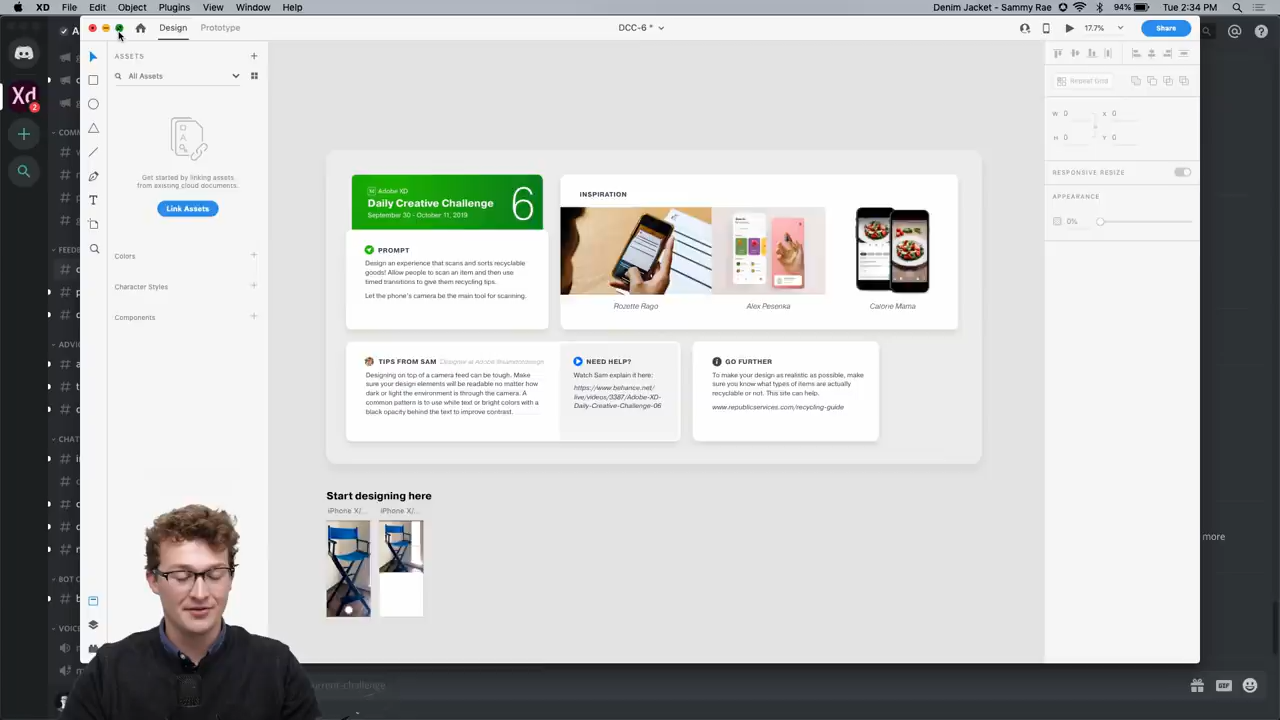 XD File Edit Object Plugins View Window Help
Denim Jacket - Sammy Rae 94% Tue 2:34 PM
Design Prototype
DCC-6 *
17.7%
Share
ASSETS
All Assets
Get started by linking assets
from existing cloud documents.
Link Assets
Colors
Character Styles
Components
Xd
2
Adobe XD
Daily Creative Challenge
September 30 - October 11, 2019
6
PROMPT
Design an experience that scans and sorts recyclable
goods! Allow people to scan an item and then use
timed transitions to give them recycling tips.
Let the phone's camera be the main tool for scanning.
INSPIRATION
Rozette Rago
Alex Pesenka
Calorie Mama
TIPS FROM SAM
Designing on top of a camera feed can be tough. Make
sure your design elements will be readable no matter how
dark or light the environment is through the camera. A
common pattern is to use white text or bright colors with a
black opacity behind the text to improve contrast.
NEED HELP?
Watch Sam explain it here:
https://www.behance.net/
live/videos/3387/Adobe-XD-
Daily-Creative-Challenge-06
GO FURTHER
To make your design as realistic as possible, make
sure you know what types of items are actually
recyclable or not. This site can help.
www.republicservices.com/recycling-guide
Start designing here
iPhone X/... iPhone X/...
Repeat Grid
W 0 X 0
H 0 Y 0
RESPONSIVE RESIZE
APPEARANCE
0%
more
GIF